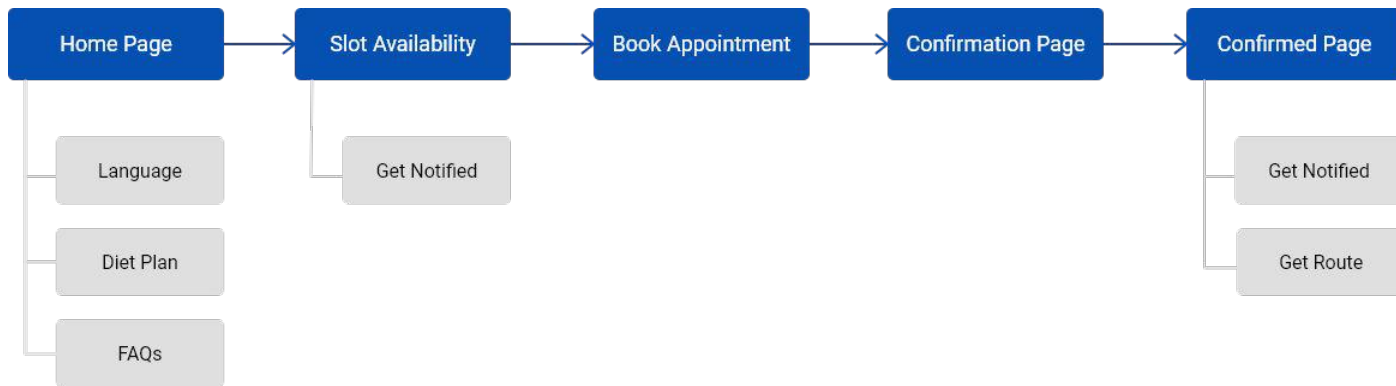 Home Page
Slot Availability
Book Appointment
Confirmation Page
Confirmed Page
Language
Get Notified
Get Notified
Diet Plan
Get Route
FAQs